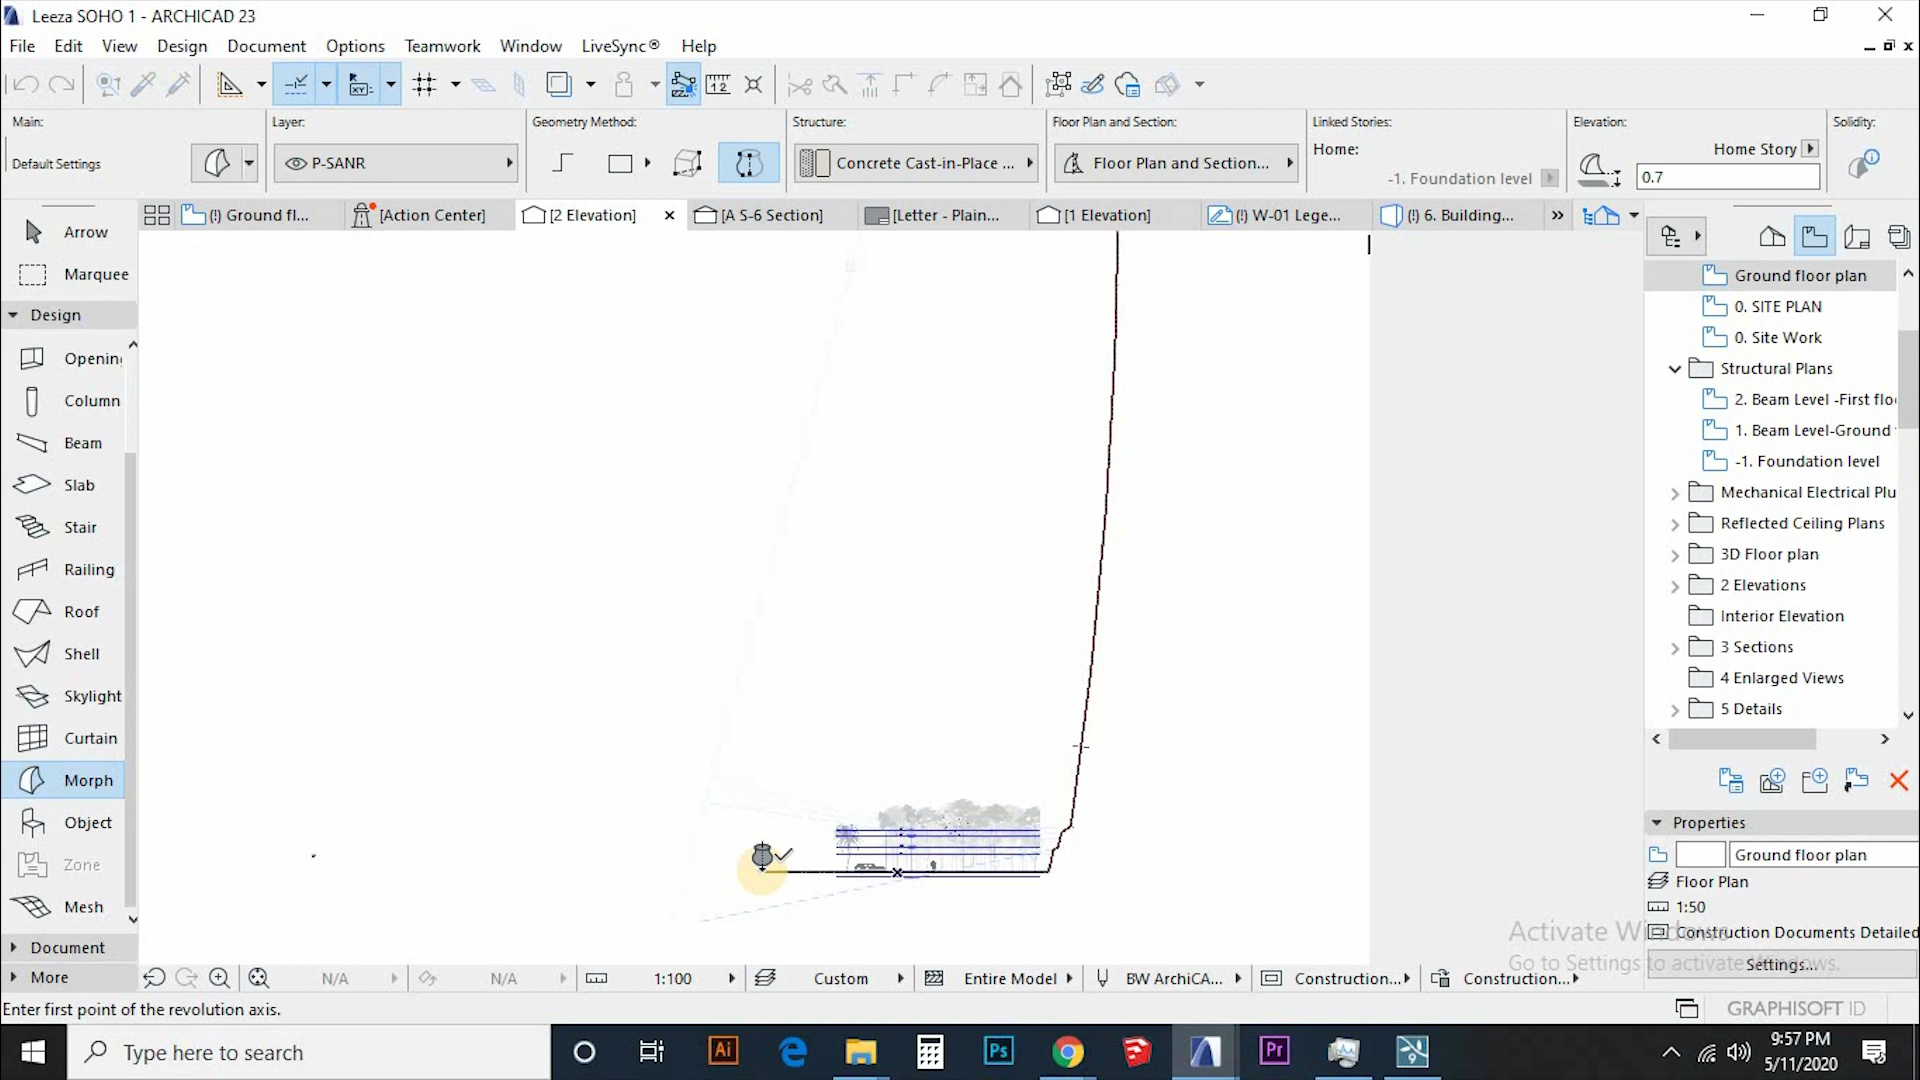 Leeza SOHO 1 - ARCHICAD 23
File Edit View Design Document Options Teamwork Window LiveSync® Help
Main: Layer: Geometry Method: Structure: Floor Plan and Section: Linked Stories: Elevation: Solidity:
Default Settings P-SANR Concrete Cast-in-Place ... Floor Plan and Section... Home: Home Story
-1. Foundation level 0.7
(!) Ground fl... [Action Center] [2 Elevation] [A S-6 Section] [Letter - Plain... [1 Elevation] (!) W-01 Lege... (!) 6. Building...
Arrow
Marquee
Design
Opening
Column
Beam
Slab
Stair
Railing
Roof
Shell
Skylight
Curtain
Morph
Object
Zone
Mesh
Document
More
Ground floor plan
0. SITE PLAN
0. Site Work
Structural Plans
2. Beam Level -First flo
1. Beam Level-Ground
-1. Foundation level
Mechanical Electrical Plu
Reflected Ceiling Plans
3D Floor plan
2 Elevations
Interior Elevation
3 Sections
4 Enlarged Views
5 Details
Properties
Ground floor plan
Floor Plan
1:50
Construction Documents Detailed
Settings...
Activate Windows
Go to Settings to activate Windows.
N/A N/A 1:100 Custom Entire Model BW ArchiCA... Construction... Construction...
Enter first point of the revolution axis.
GRAPHISOFT ID
Type here to search
Ai
Ps
Pr
9:57 PM
5/11/2020